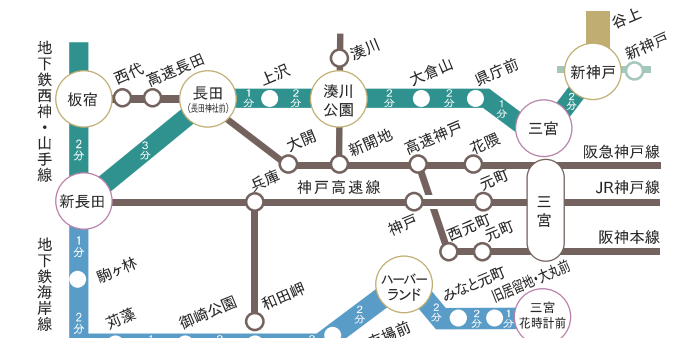 地下鉄西神・山手線
地下鉄海岸線
板宿
西代
高速長田
長田
(長田神社前)
上沢
湊川
湊川
公園
大倉山
県庁前
新神戸
谷上
新神戸
三宮
1分
2分
2分
2分
1分
2分
2分
3分
新長田
大開
新開地
高速神戸
花隈
阪急神戸線
兵庫
神戸高速線
神戸
元町
三宮
JR神戸線
西元町
元町
阪神本線
1分
駒ヶ林
2分
苅藻
御崎公園
和田岬
2分
ハーバー
ランド
2分
みなと元町
2分
旧居留地・大丸前
1分
三宮
花時計前